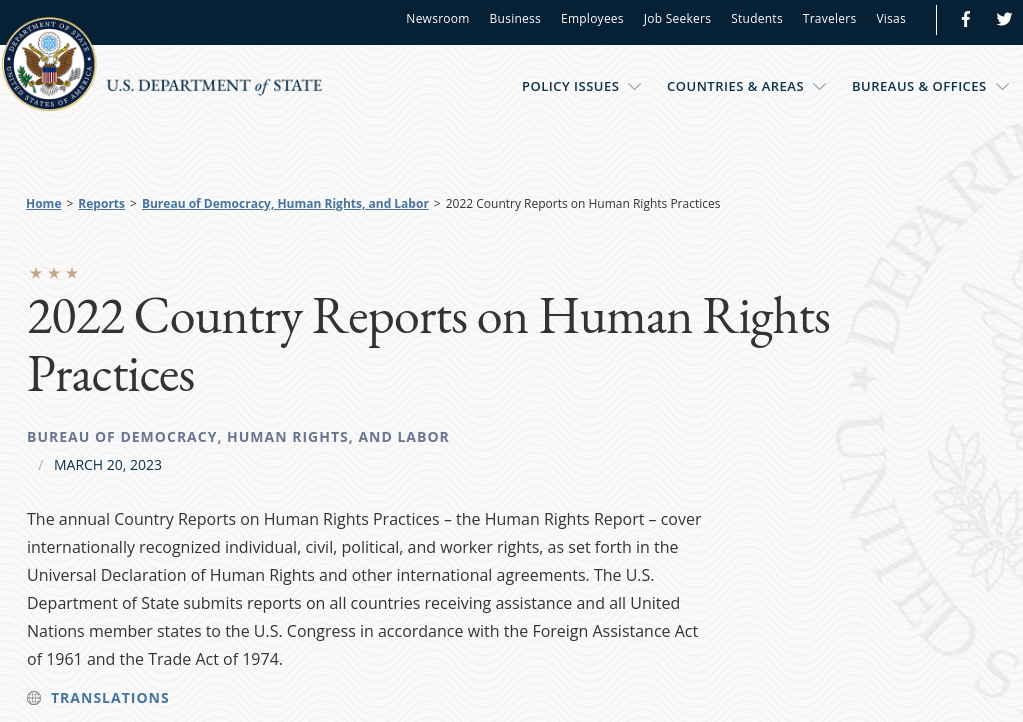 Newsroom Business Employees Job Seekers Students Travelers Visas
DEPARTMENT OF STATE
UNITED STATES OF AMERICA
U.S. DEPARTMENT of STATE
POLICY ISSUES COUNTRIES & AREAS BUREAUS & OFFICES
Home > Reports > Bureau of Democracy, Human Rights, and Labor > 2022 Country Reports on Human Rights Practices
2022 Country Reports on Human Rights
Practices
BUREAU OF DEMOCRACY, HUMAN RIGHTS, AND LABOR
/ MARCH 20, 2023
The annual Country Reports on Human Rights Practices – the Human Rights Report – cover
internationally recognized individual, civil, political, and worker rights, as set forth in the
Universal Declaration of Human Rights and other international agreements. The U.S.
Department of State submits reports on all countries receiving assistance and all United
Nations member states to the U.S. Congress in accordance with the Foreign Assistance Act
of 1961 and the Trade Act of 1974.
TRANSLATIONS